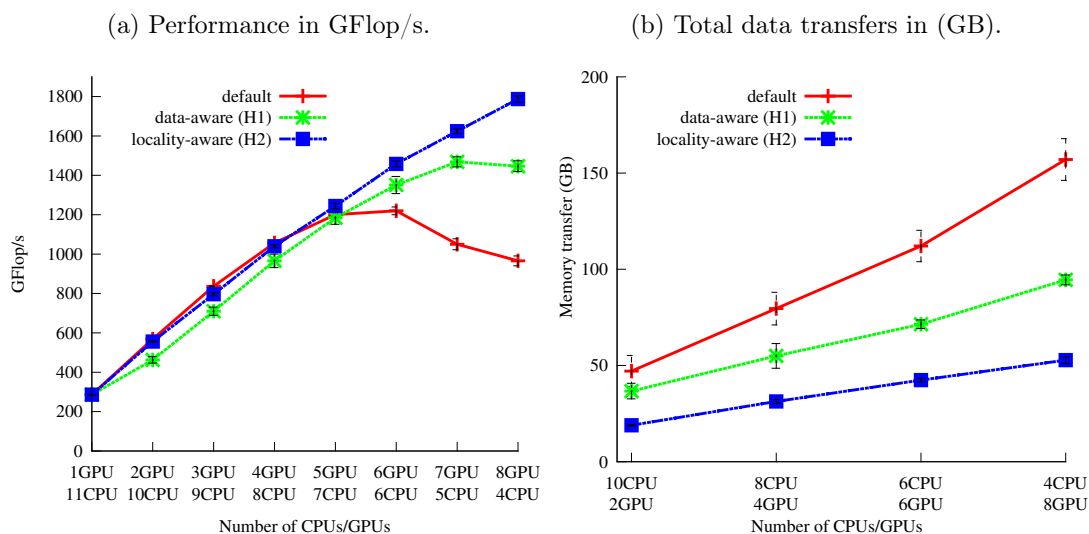 (a) Performance in GFlop/s.
1800
1600
1400
1200
1000
800
600
400
200
0
GFlop/s
default
data-aware (H1)
locality-aware (H2)
1GPU 2GPU 3GPU 4GPU 5GPU 6GPU 7GPU 8GPU
11CPU 10CPU 9CPU 8CPU 7CPU 6CPU 5CPU 4CPU
Number of CPUs/GPUs
(b) Total data transfers in (GB).
200
150
100
50
0
Memory transfer (GB)
default
data-aware (H1)
locality-aware (H2)
10CPU 8CPU 6CPU 4CPU
2GPU 4GPU 6GPU 8GPU
Number of CPUs/GPUs